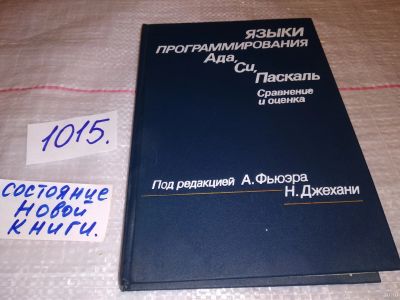 ЯЗЫКИ
ПРОГРАММИРОВАНИЯ
Ада,
Си,
Паскаль
Сравнение
и оценка
Под редакцией А. Фьюэра
Н. Джехани
1015.
СОСТОЯНИЕ
НОВОЙ
КНИГИ.